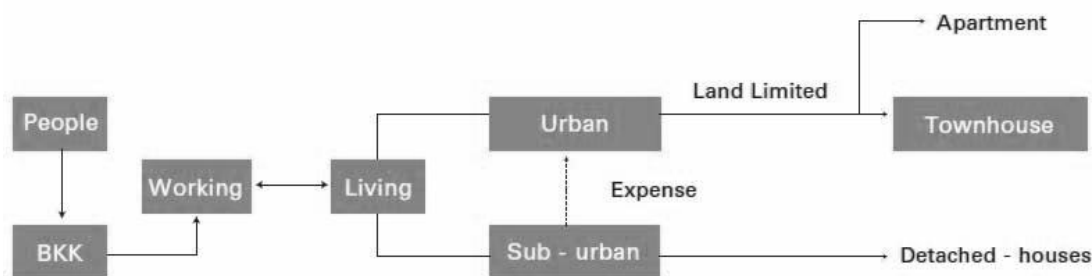 Apartment
Land Limited
People
Urban
Townhouse
Working
Living
Expense
BKK
Sub - urban
Detached - houses